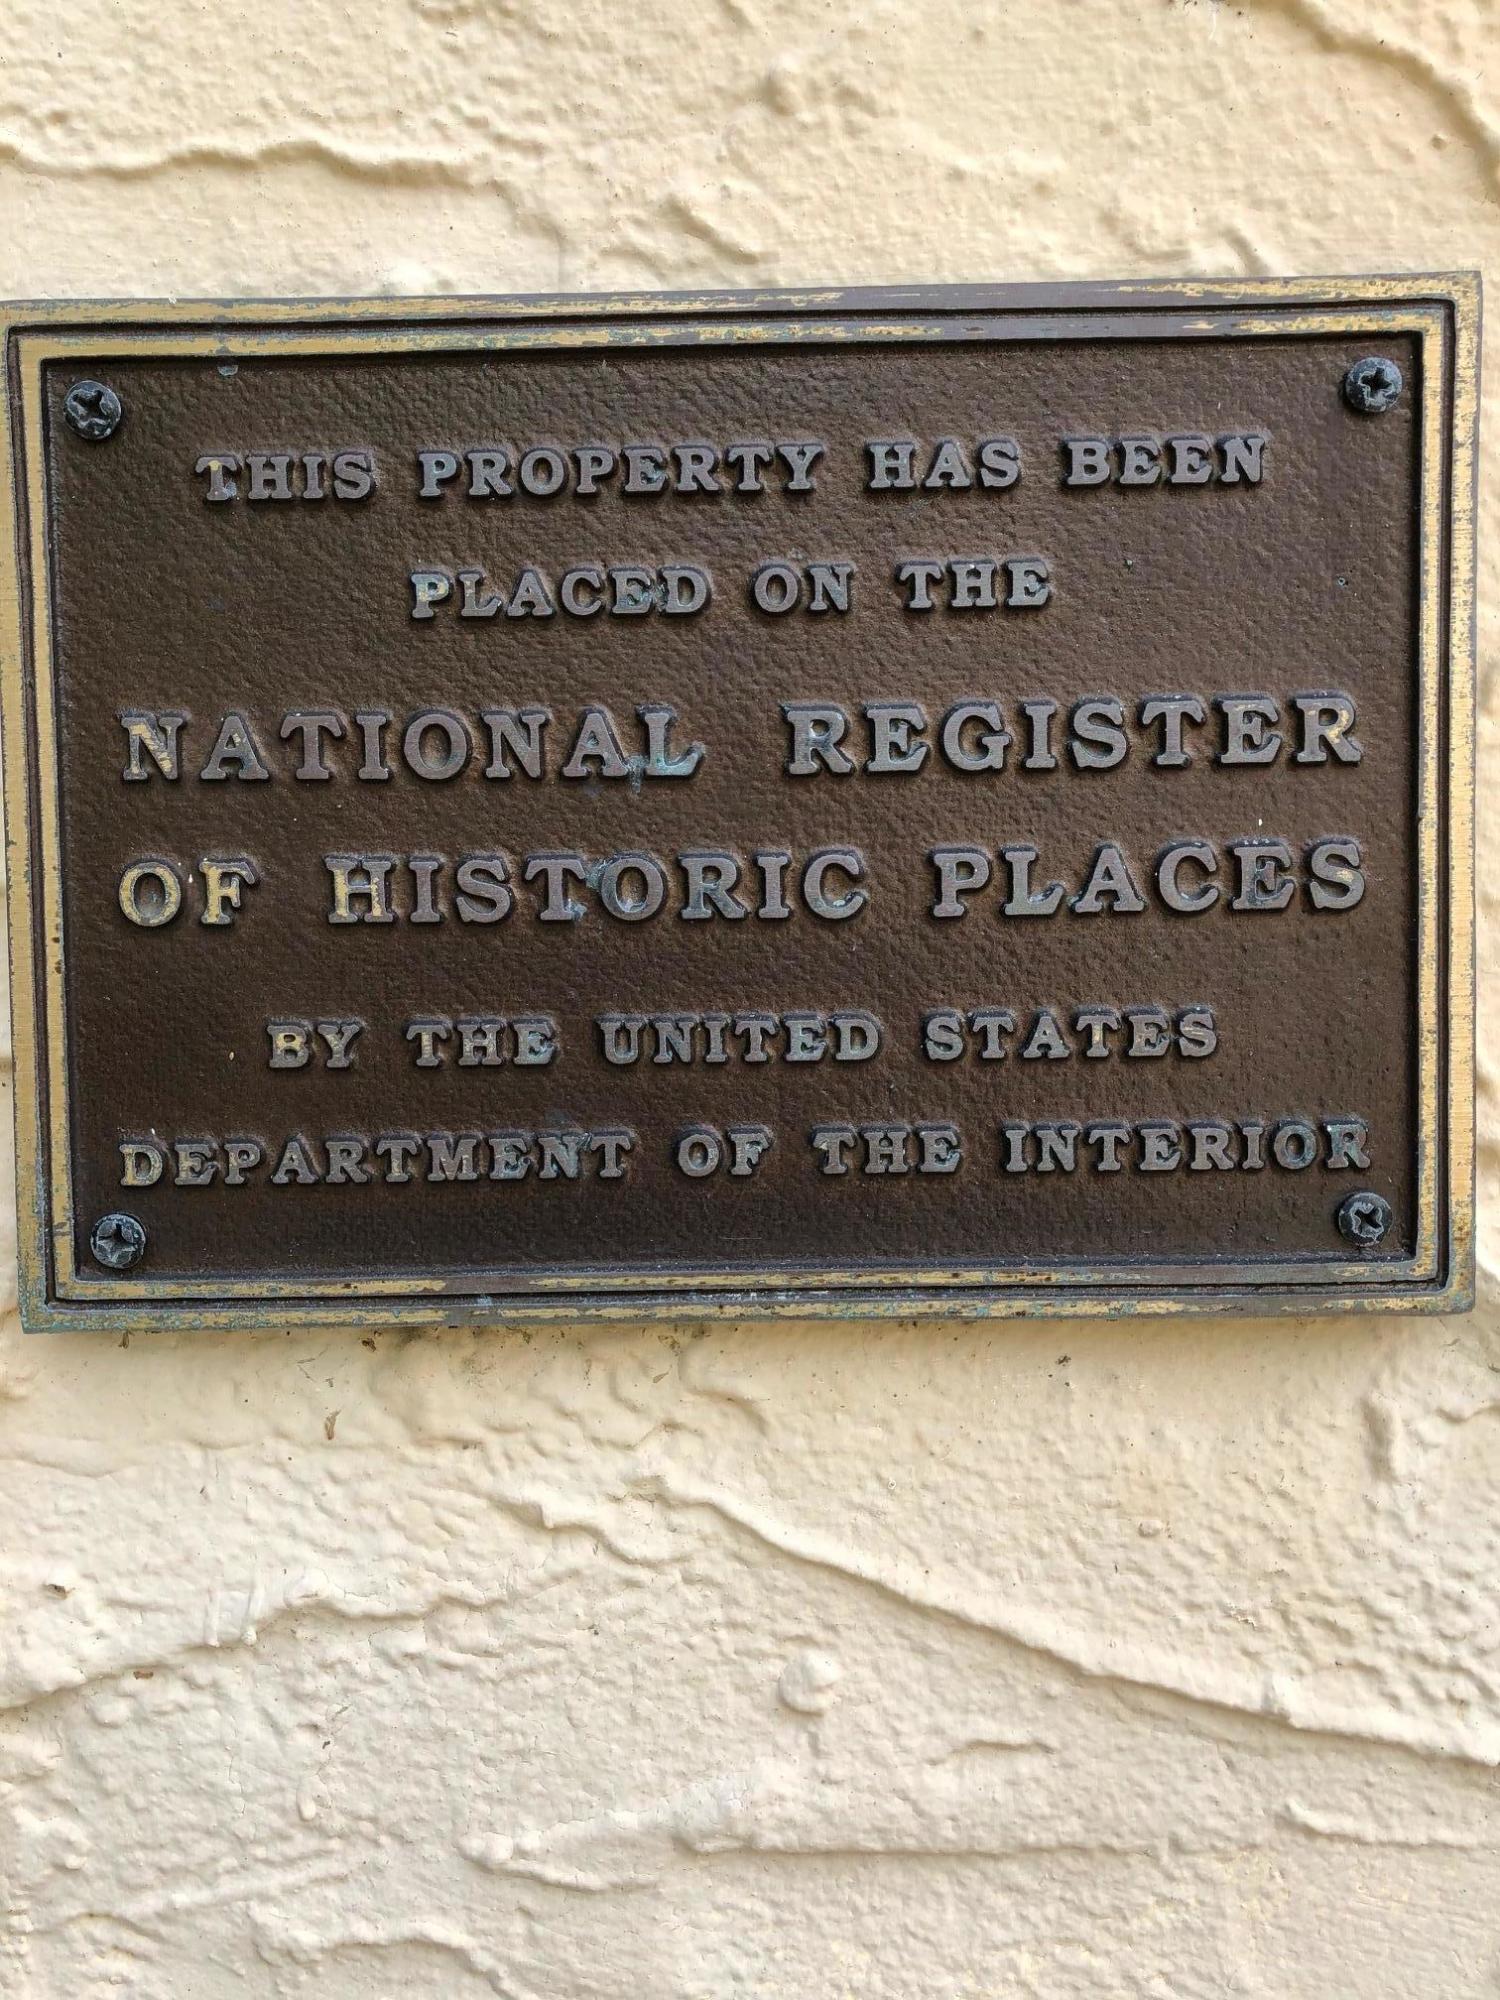 THIS PROPERTY HAS BEEN
PLACED ON THE
NATIONAL REGISTER
OF HISTORIC PLACES
BY THE UNITED STATES
DEPARTMENT OF THE INTERIOR